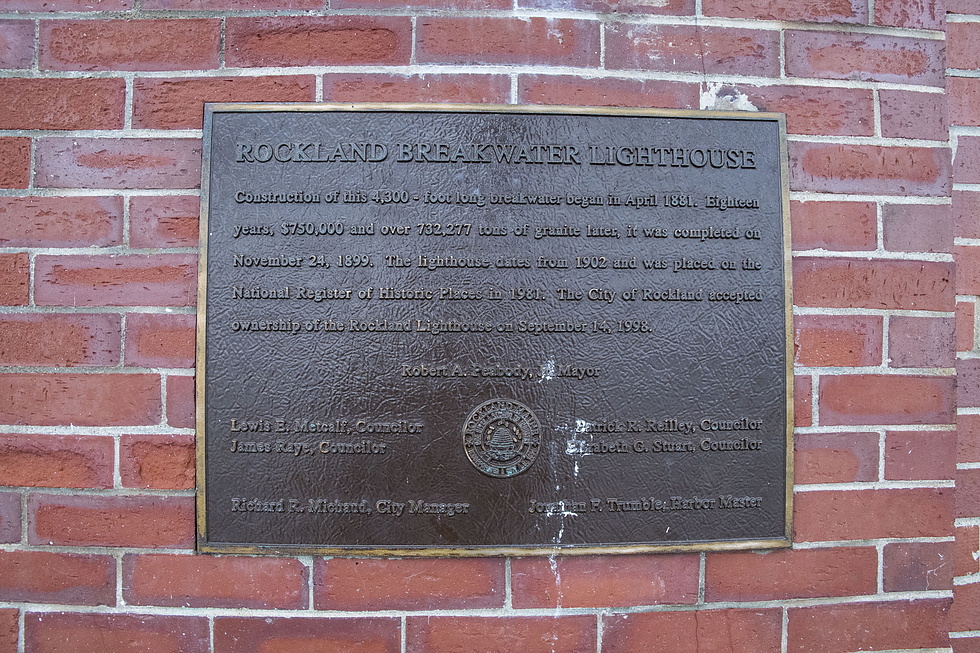 ROCKLAND BREAKWATER LIGHTHOUSE
Construction of this 4,300 - foot long breakwater began in April 1881. Eighteen
years, $750,000 and over 732,277 tons of granite later, it was completed on
November 24, 1899. The lighthouse dates from 1902 and was placed on the
National Register of Historic Places in 1981. The City of Rockland accepted
ownership of the Rockland Lighthouse on September 14, 1998.
Robert A. Peabody, Mayor
Lewis E. Metcalf, Councilor
Patrick R. Reilley, Councilor
James Raye, Councilor
Elizabeth G. Stuart, Councilor
Richard R. Michaud, City Manager
Jonathan F. Trumble, Harbor Master